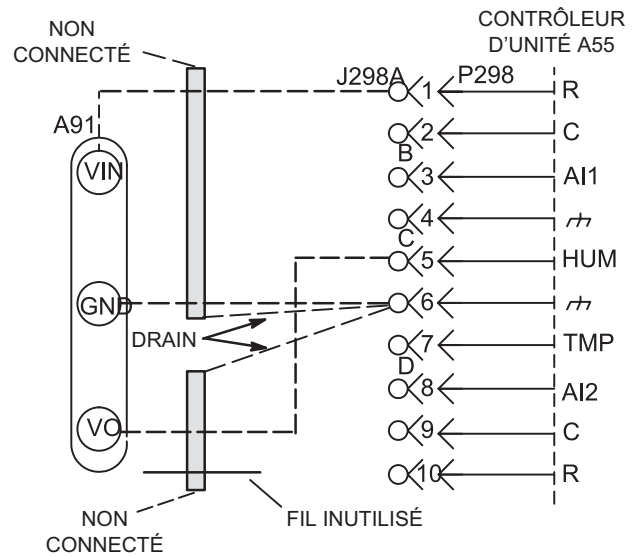 NON
CONNECTÉ
CONTRÔLEUR
D'UNITÉ A55
J298A
P298
A91
1
R
2
C
B
VIN
3
AI1
4
C
5
HUM
GND
6
DRAIN
7
TMP
D
8
AI2
VO
9
C
10
R
NON
CONNECTÉ
FIL INUTILISÉ